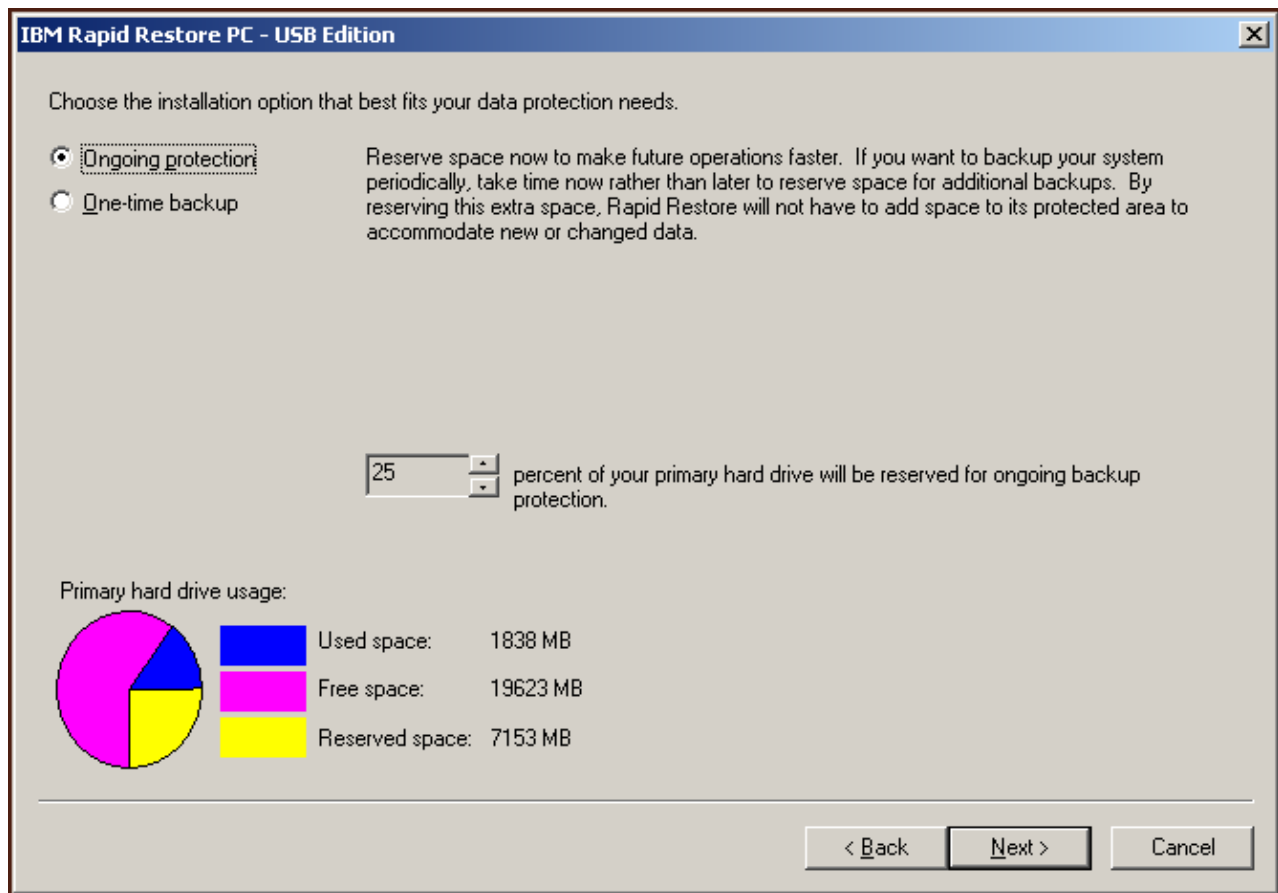 IBM Rapid Restore PC - USB Edition
Choose the installation option that best fits your data protection needs.
Ongoing protection
One-time backup
Reserve space now to make future operations faster. If you want to backup your system
periodically, take time now rather than later to reserve space for additional backups. By
reserving this extra space, Rapid Restore will not have to add space to its protected area to
accommodate new or changed data.
25
percent of your primary hard drive will be reserved for ongoing backup
protection.
Primary hard drive usage:
Used space: 1838 MB
Free space: 19623 MB
Reserved space: 7153 MB
< Back Next > Cancel